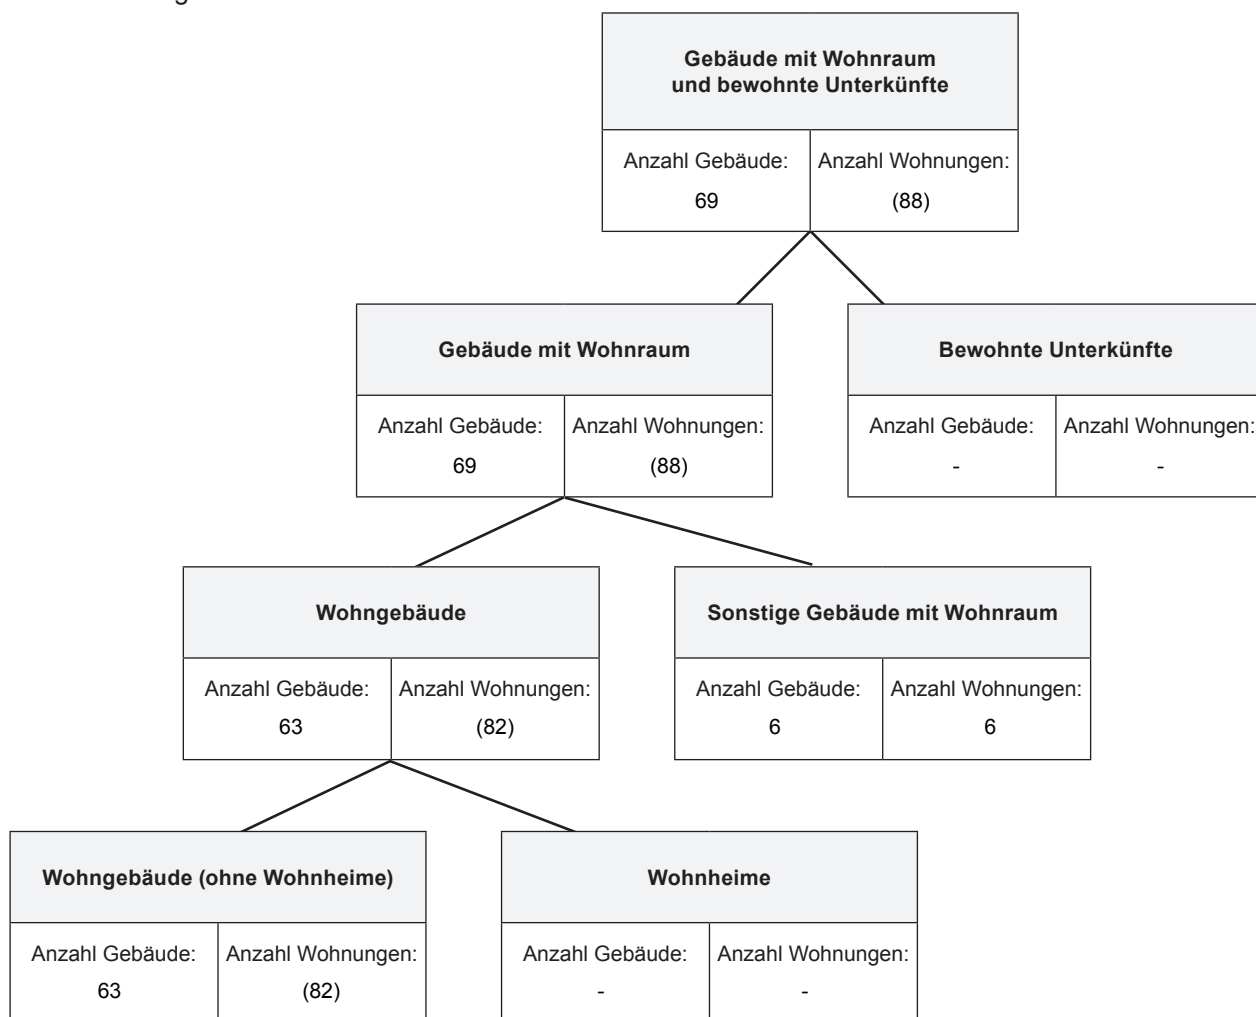 Gebäude mit Wohnraum
und bewohnte Unterkünfte
Anzahl Gebäude: Anzahl Wohnungen:
69 (88)
Gebäude mit Wohnraum
Bewohnte Unterkünfte
Anzahl Gebäude: Anzahl Wohnungen:
69 (88)
Anzahl Gebäude: Anzahl Wohnungen:
- -
Wohngebäude
Sonstige Gebäude mit Wohnraum
Anzahl Gebäude: Anzahl Wohnungen:
63 (82)
Anzahl Gebäude: Anzahl Wohnungen:
6 6
Wohngebäude (ohne Wohnheime)
Wohnheime
Anzahl Gebäude: Anzahl Wohnungen:
63 (82)
Anzahl Gebäude: Anzahl Wohnungen:
- -